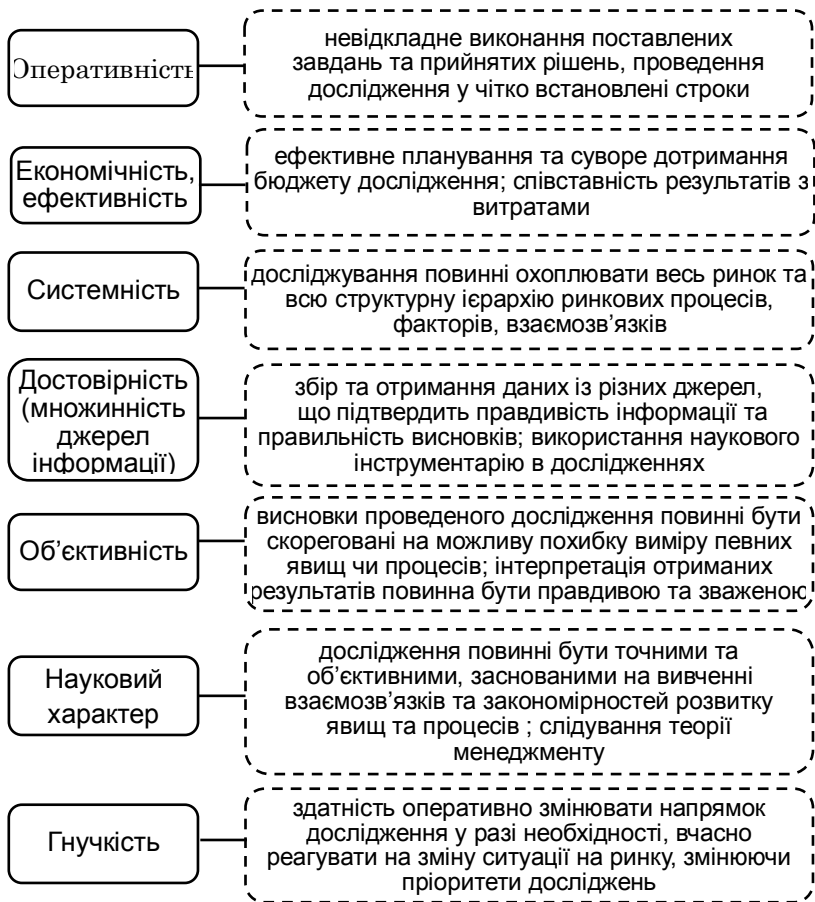 Оперативність
невідкладне виконання поставлених
завдань та прийнятих рішень, проведення
дослідження у чітко встановлені строки
Економічність,
ефективність
ефективне планування та суворе дотримання
бюджету дослідження; співставність результатів з
витратами
Системність
досліджування повинні охоплювати весь ринок та
всю структурну ієрархію ринкових процесів,
факторів, взаємозв’язків
Достовірність
(множинність
джерел
інформації)
збір та отримання даних із різних джерел,
що підтвердить правдивість інформації та
правильність висновків; використання наукового
інструментарію в дослідженнях
Об’єктивність
висновки проведеного дослідження повинні бути
скореговані на можливу похибку виміру певних
явищ чи процесів; інтерпретація отриманих
результатів повинна бути правдивою та зваженою
Науковий
характер
дослідження повинні бути точними та
об’єктивними, заснованими на вивченні
взаємозв’язків та закономірностей розвитку
явищ та процесів ; слідування теорії
менеджменту
Гнучкість
здатність оперативно змінювати напрямок
дослідження у разі необхідності, вчасно
реагувати на зміну ситуації на ринку, змінюючи
пріоритети досліджень